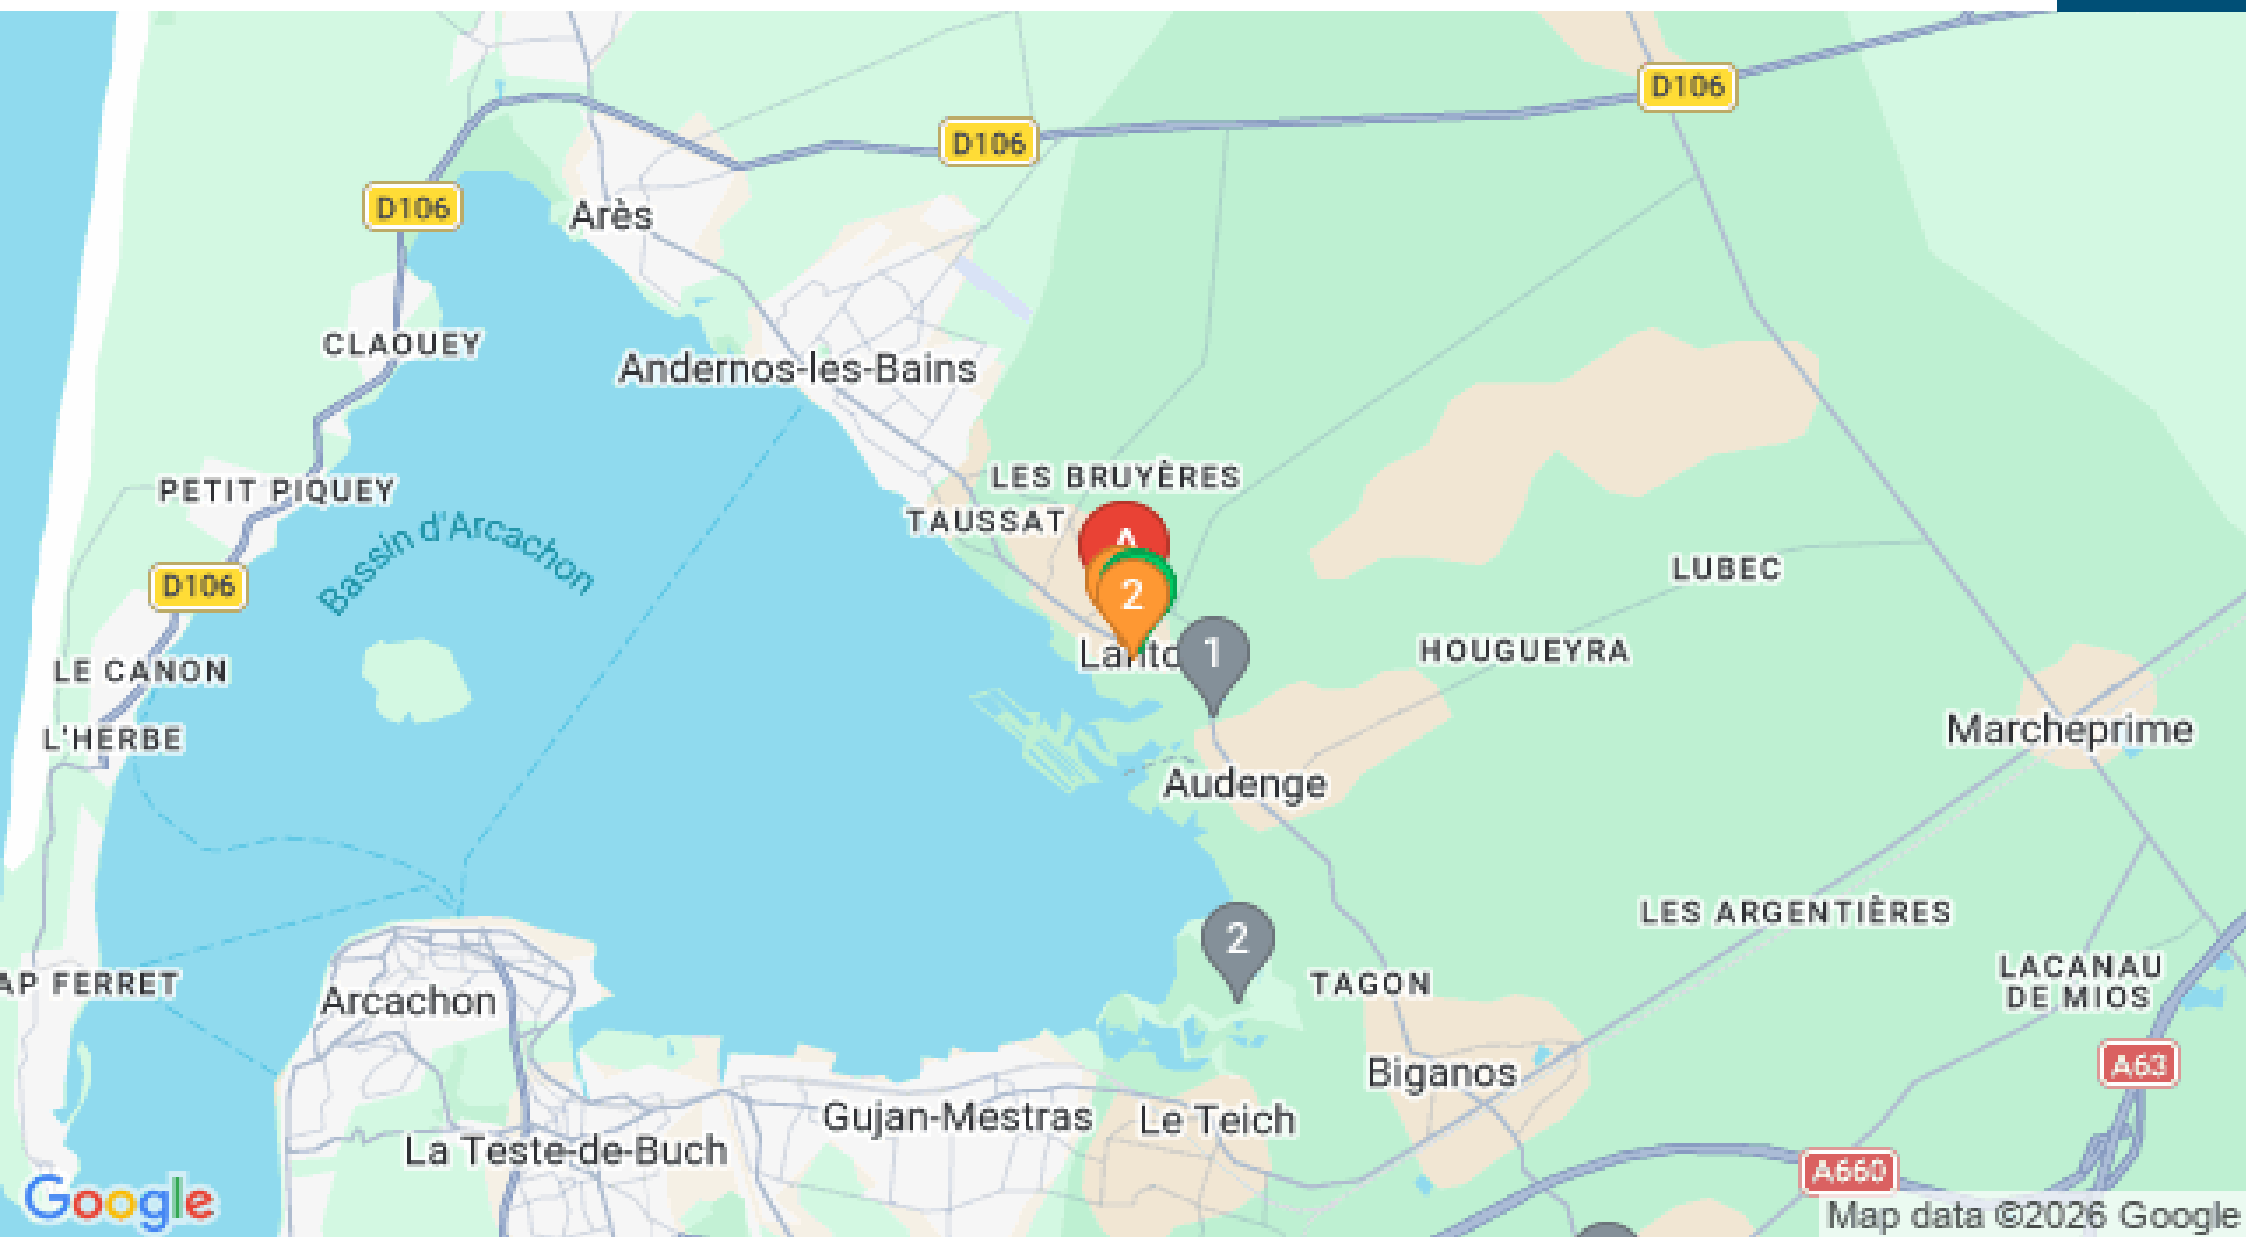 D106
D106
D106
Arès
CLAOUEY
Andernos-les-Bains
LES BRUYÈRES
PETIT PIQUEY
TAUSSAT
Bassin d'Arcachon
A
LUBEC
D106
2
HOUGUEYRA
1
LE CANON
L'HERBE
Marcheprime
Audenge
LES ARGENTIÈRES
2
AP FERRET
TAGON
LACANAU
DE MIOS
Arcachon
A63
Biganos
Gujan-Mestras
Le Teich
La Teste-de-Buch
A660
Google
Map data ©2026 Google